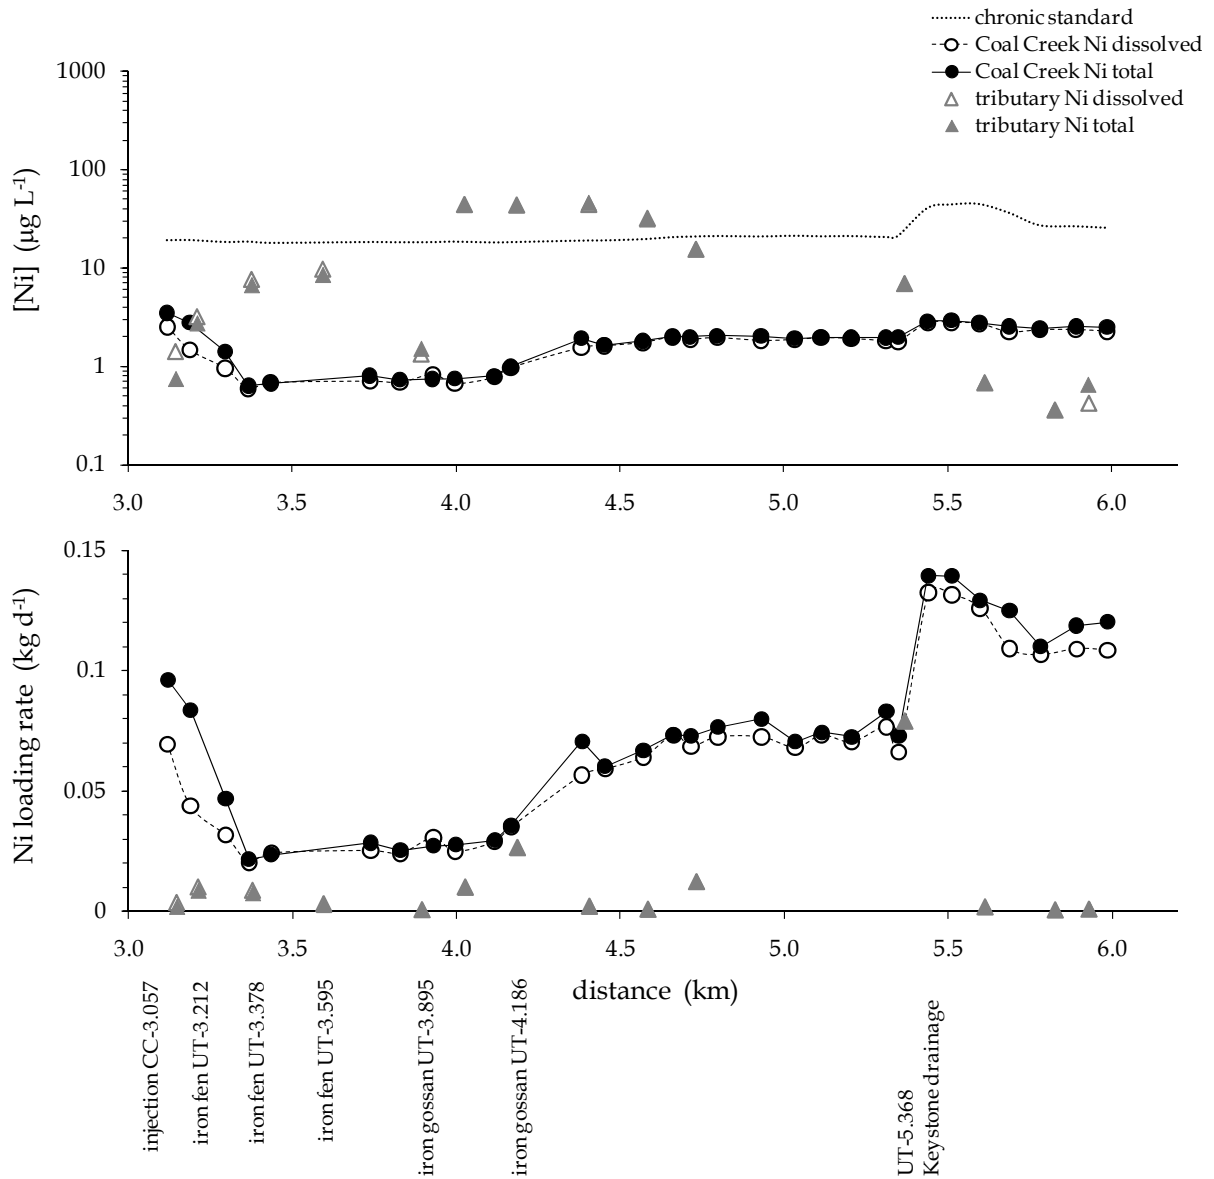 chronic standard
Coal Creek Ni dissolved
Coal Creek Ni total
tributary Ni dissolved
tributary Ni total
[Ni] (µg L-1)
1000
100
10
1
0.1
3.0 3.5 4.0 4.5 5.0 5.5 6.0
Ni loading rate (kg d-1)
0.15
0.1
0.05
0
3.0 3.5 4.0 4.5 5.0 5.5 6.0
distance (km)
injection CC-3.057
iron fen UT-3.212
iron fen UT-3.378
iron fen UT-3.595
iron gossan UT-3.895
iron gossan UT-4.186
UT-5.368
Keystone drainage